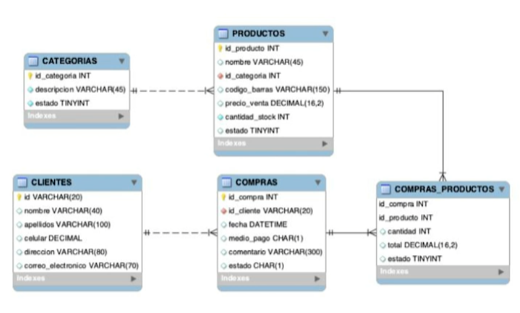 CATEGORIAS
id_categoria INT
descripcion VARCHAR(45)
estado TINYINT
Indexes
PRODUCTOS
id_producto INT
nombre VARCHAR(45)
id_categoria INT
codigo_barras VARCHAR(150)
precio_venta DECIMAL(16,2)
cantidad_stock INT
estado TINYINT
Indexes
CLIENTES
id VARCHAR(20)
nombre VARCHAR(40)
apellidos VARCHAR(100)
celular DECIMAL
direccion VARCHAR(80)
correo_electronico VARCHAR(70)
Indexes
COMPRAS
id_compra INT
id_cliente VARCHAR(20)
fecha DATETIME
medio_pago CHAR(1)
comentario VARCHAR(300)
estado CHAR(1)
Indexes
COMPRAS_PRODUCTOS
id_compra INT
id_producto INT
cantidad INT
total DECIMAL(16,2)
estado TINYINT
Indexes